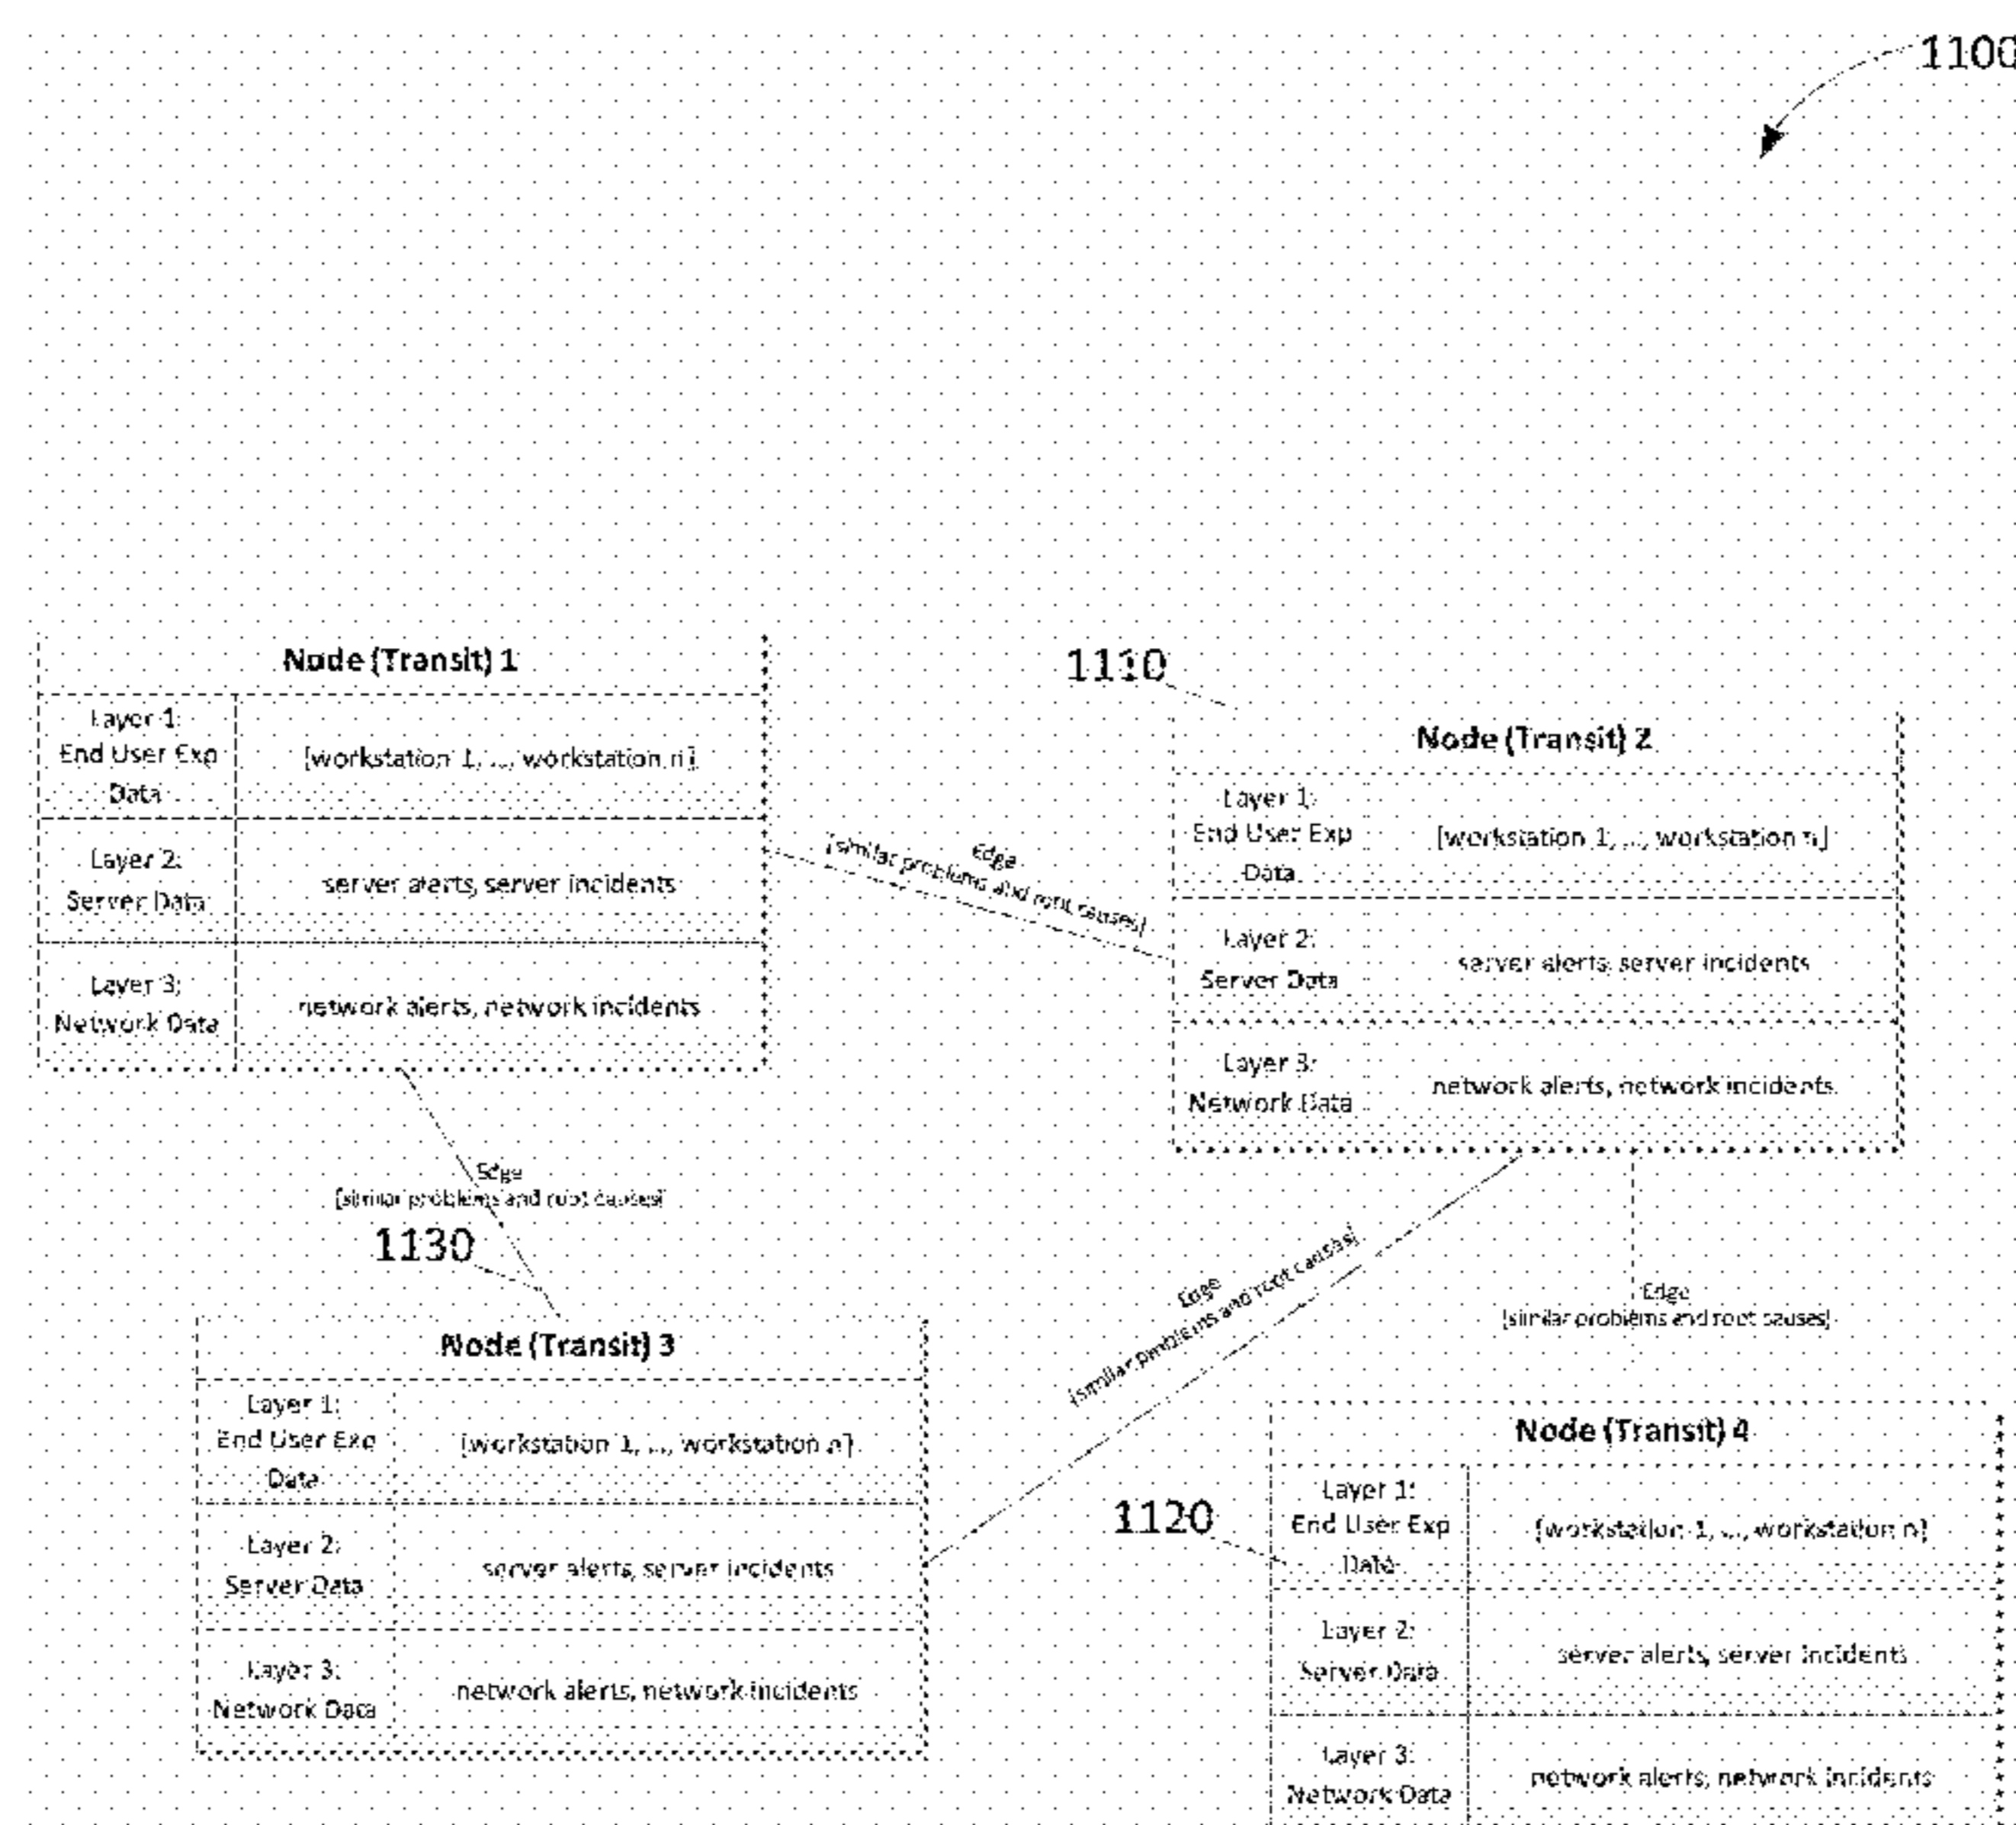 1100
Node (Transit) 1
Layer 1:
End User Exp
Data
[workstation 1, ..., workstation n]
Layer 2:
Server Data
server alerts, server incidents
Layer 3:
Network Data
network alerts, network incidents
1110
Node (Transit) 2
Layer 1:
End User Exp
Data
[workstation 1, ..., workstation n]
Layer 2:
Server Data
server alerts, server incidents
Layer 3:
Network Data
network alerts, network incidents
Edge
[similar problems and root causes]
Edge
[similar problems and root causes]
1130
Edge
[similar problems and root causes]
Edge
[similar problems and root causes]
Node (Transit) 3
Layer 1:
End User Exp
Data
[workstation 1, ..., workstation n]
Layer 2:
Server Data
server alerts, server incidents
Layer 3:
Network Data
network alerts, network incidents
1120
Node (Transit) 4
Layer 1:
End User Exp
Data
[workstation 1, ..., workstation n]
Layer 2:
Server Data
server alerts, server incidents
Layer 3:
Network Data
network alerts, network incidents